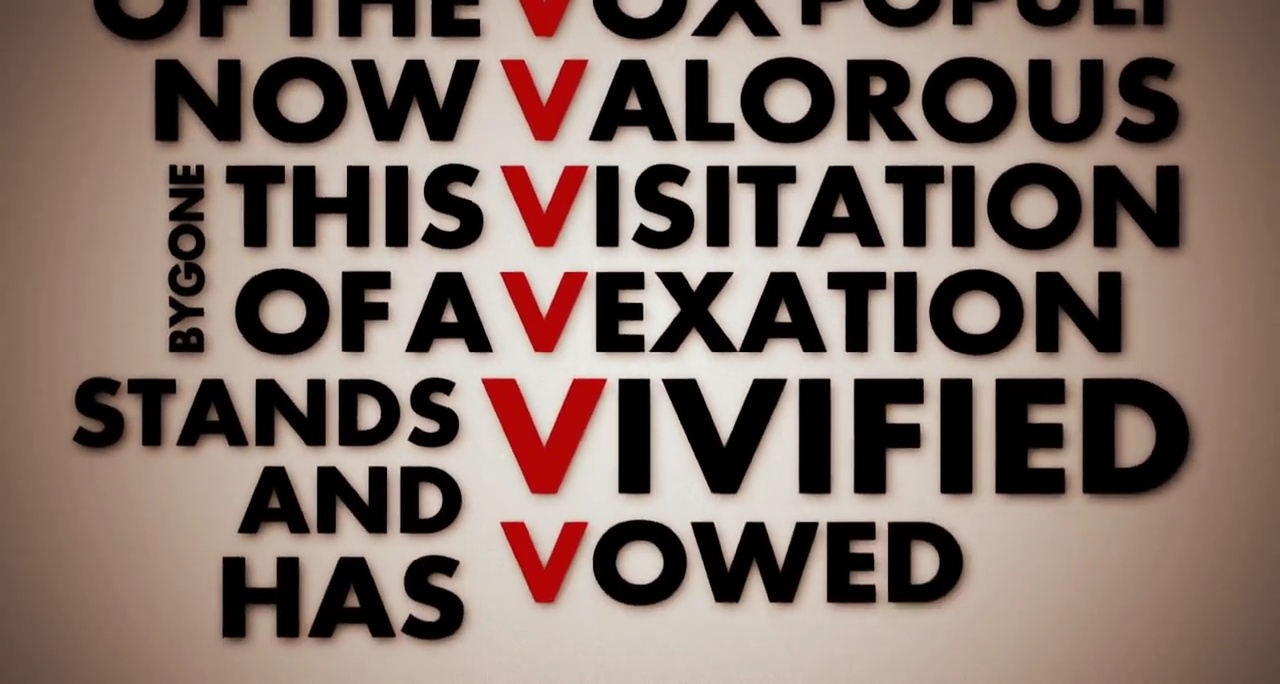 OF THE VOX POPULI
NOW VALOROUS
THIS VISITATION
BYGONE
OF A VEXATION
STANDS VIVIFIED
AND
HAS VOWED